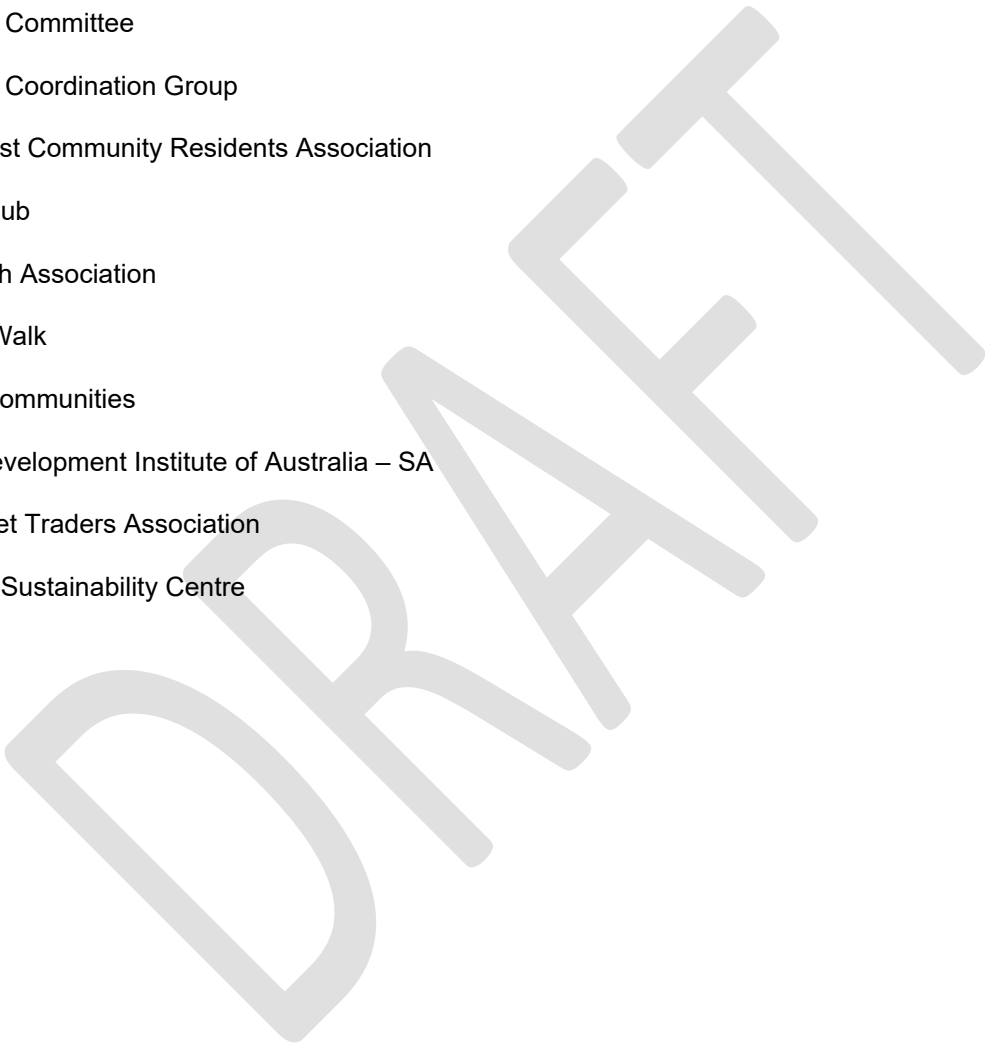 Committee
Coordination Group
st Community Residents Association
ub
h Association
Walk
ommunities
evelopment Institute of Australia – SA
et Traders Association
Sustainability Centre
DRAFT